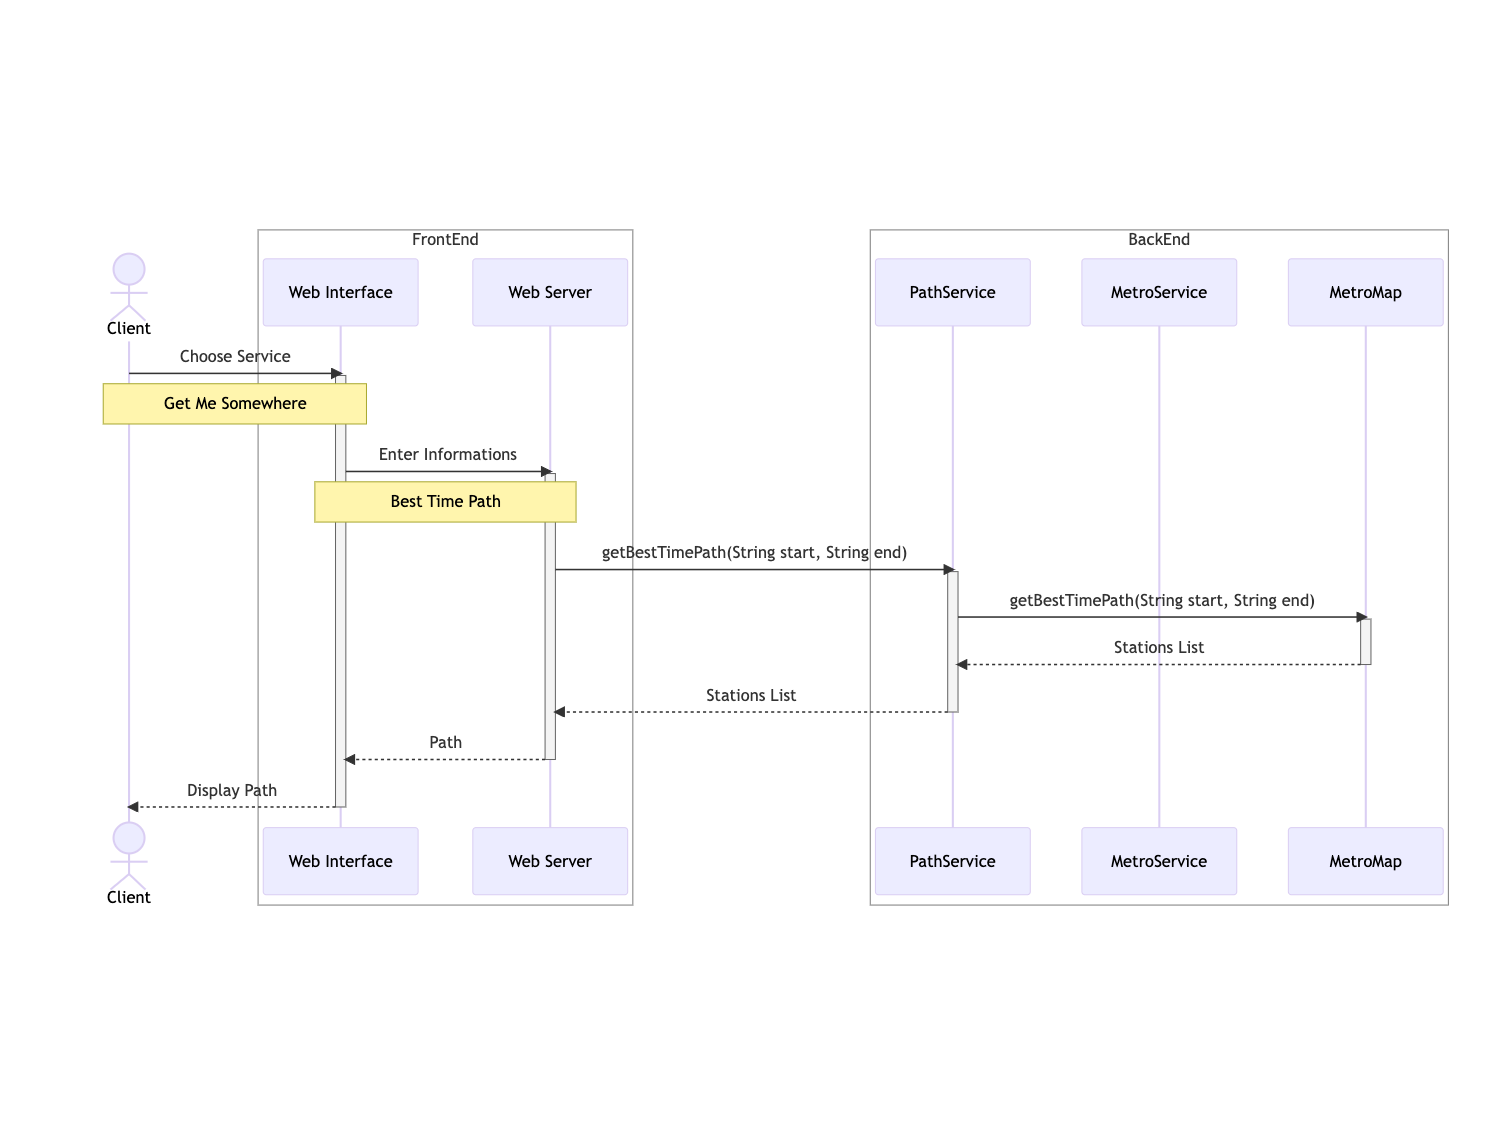 FrontEnd
BackEnd
Client
Web Interface
Web Server
PathService
MetroService
MetroMap
Choose Service
Get Me Somewhere
Enter Informations
Best Time Path
getBestTimePath(String start, String end)
getBestTimePath(String start, String end)
Stations List
Stations List
Path
Display Path
Client
Web Interface
Web Server
PathService
MetroService
MetroMap